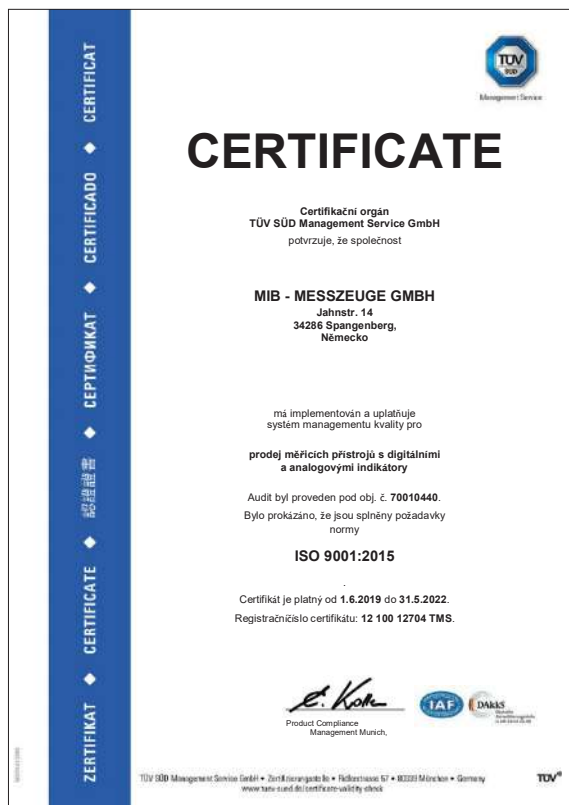 TÜV
SÜD
Management Service
CERTIFICATE
Certifikační orgán
TÜV SÜD Management Service GmbH
potvrzuje, že společnost
MIB - MESSZEUGE GMBH
Jahnstr. 14
34286 Spangenberg,
Německo
má implementován a uplatňuje
systém managementu kvality pro
prodej měřicích přístrojů s digitálními
a analogovými indikátory
Audit byl proveden pod obj. č. 70010440.
Bylo prokázáno, že jsou splněny požadavky
normy
ISO 9001:2015
.
Certifikát je platný od 1.6.2019 do 31.5.2022.
Registračníčíslo certifikátu: 12 100 12704 TMS.
Product Compliance
Management Munich,
IAF
DAkkS
TÜV SÜD Management Service GmbH • Zertifizierungsstelle • Ridlerstrasse 57 • 80339 München • Germany
www.tuev-sued.de/certificate-validity-check
TÜV®
ZERTIFIKAT ◆ CERTIFICATE ◆ 認證證書 ◆ СЕРТИФИКАТ ◆ CERTIFICADO ◆ CERTIFICAT